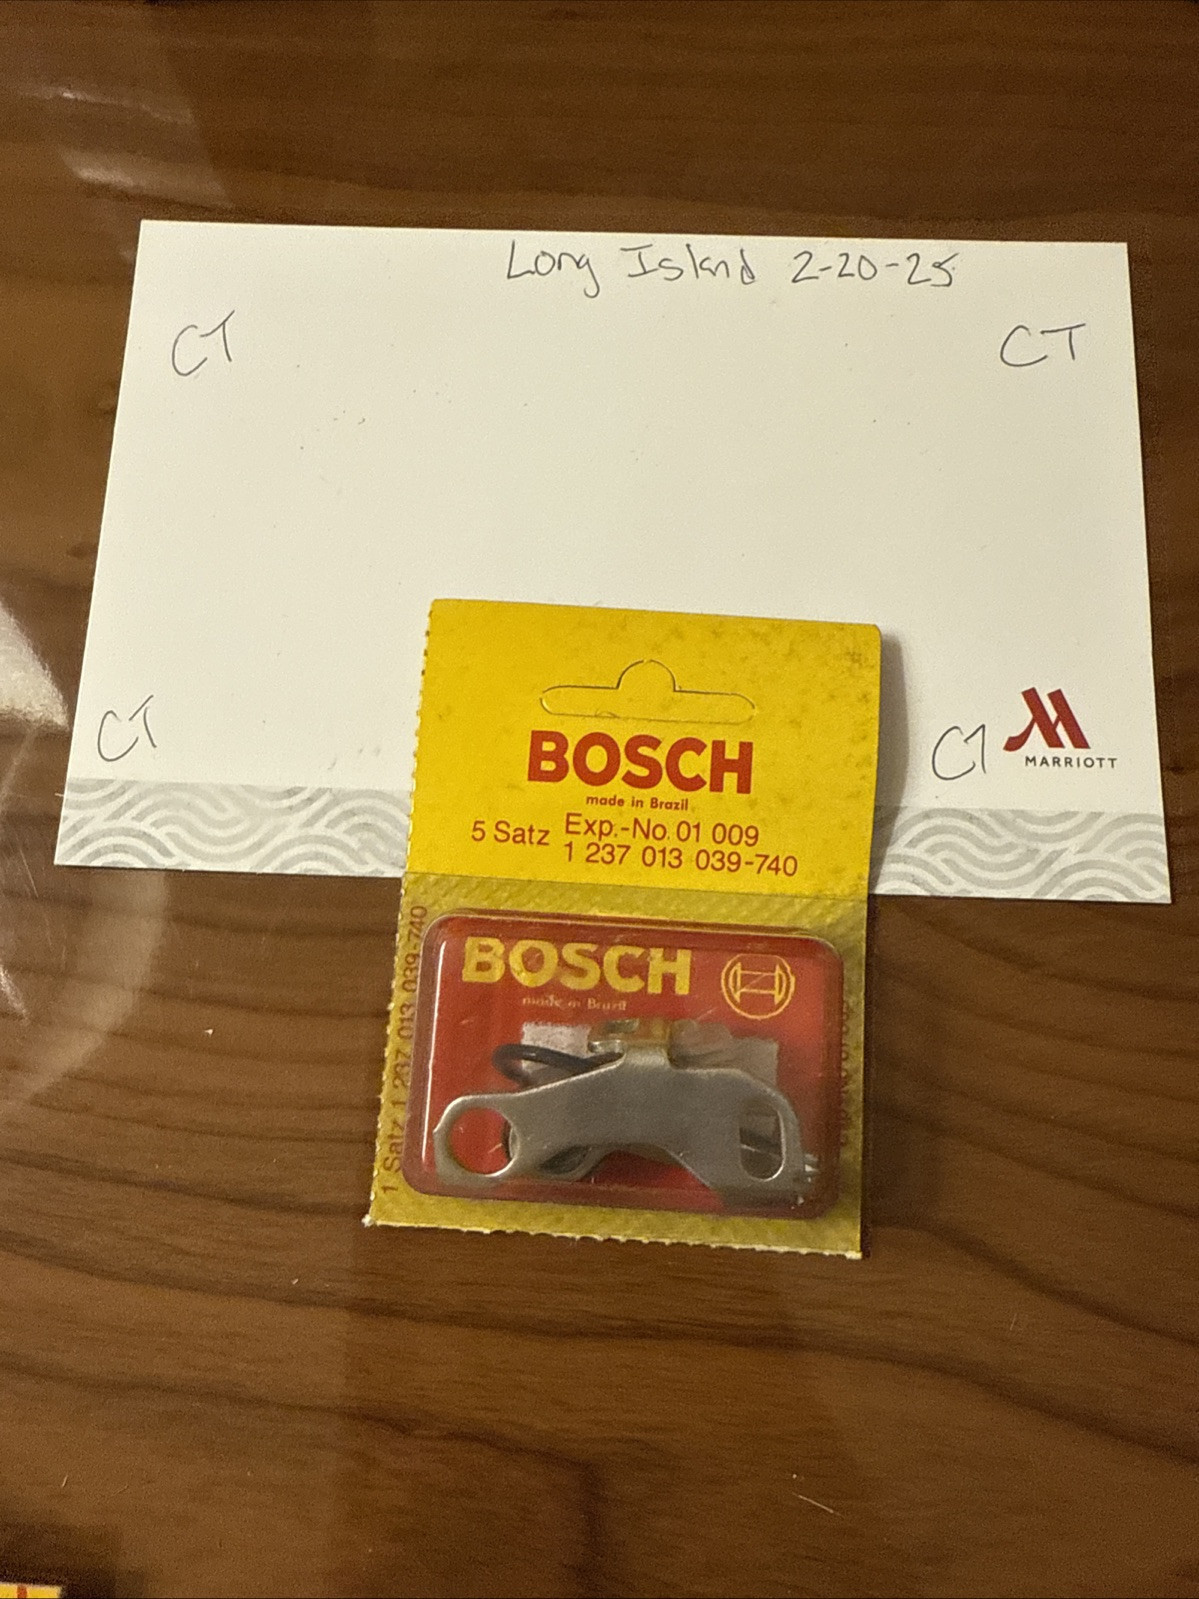 Long Island 2-20-25
CT
CT
CT
CT
MARRIOTT
BOSCH
made in Brazil
5 Satz Exp.-No. 01 009
1 237 013 039-740
BOSCH
made in Brazil
1 Satz 1 237 013 039-740